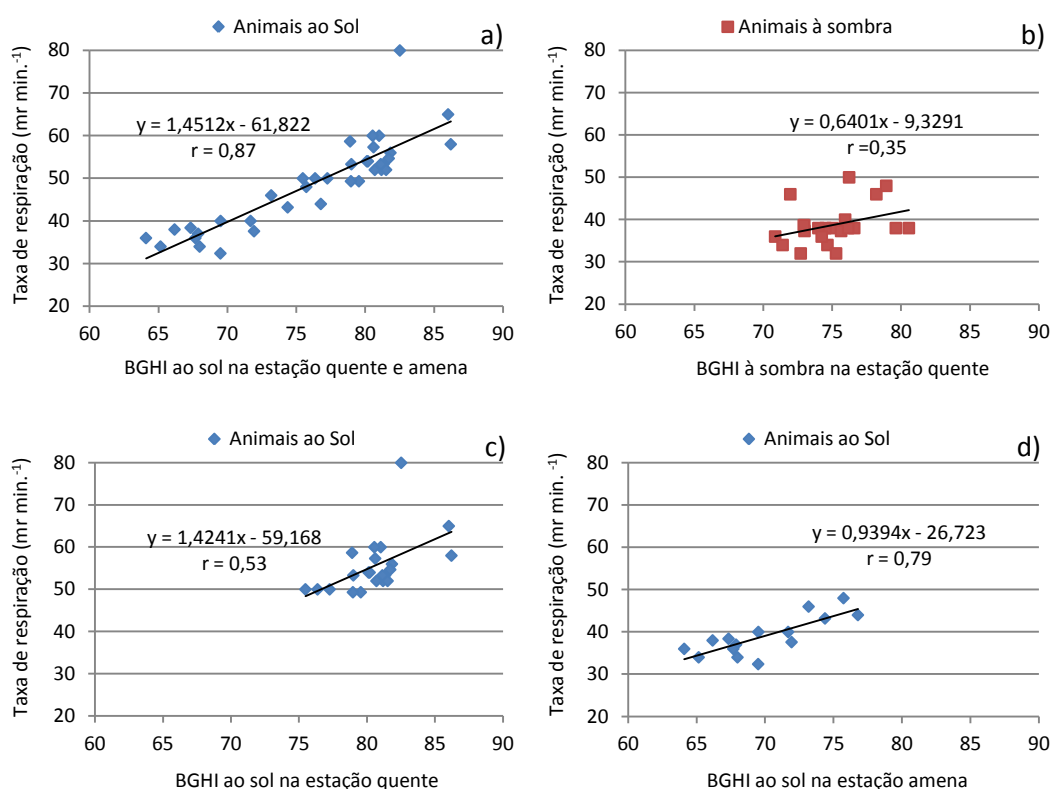 Animais ao Sol
a)
Taxa de respiração (mr min.⁻¹)
80
70
60
50
40
30
20
y = 1,4512x - 61,822
r = 0,87
60 65 70 75 80 85 90
BGHI ao sol na estação quente e amena
Animais à sombra
b)
Taxa de respiração (mr min.⁻¹)
80
70
60
50
40
30
20
y = 0,6401x - 9,3291
r =0,35
60 65 70 75 80 85 90
BGHI à sombra na estação quente
Animais ao Sol
c)
Taxa de respiração (mr min.⁻¹)
80
70
60
50
40
30
20
y = 1,4241x - 59,168
r = 0,53
60 65 70 75 80 85 90
BGHI ao sol na estação quente
Animais ao Sol
d)
Taxa de respiração (mr min.⁻¹)
80
70
60
50
40
30
20
y = 0,9394x - 26,723
r = 0,79
60 65 70 75 80 85 90
BGHI ao sol na estação amena